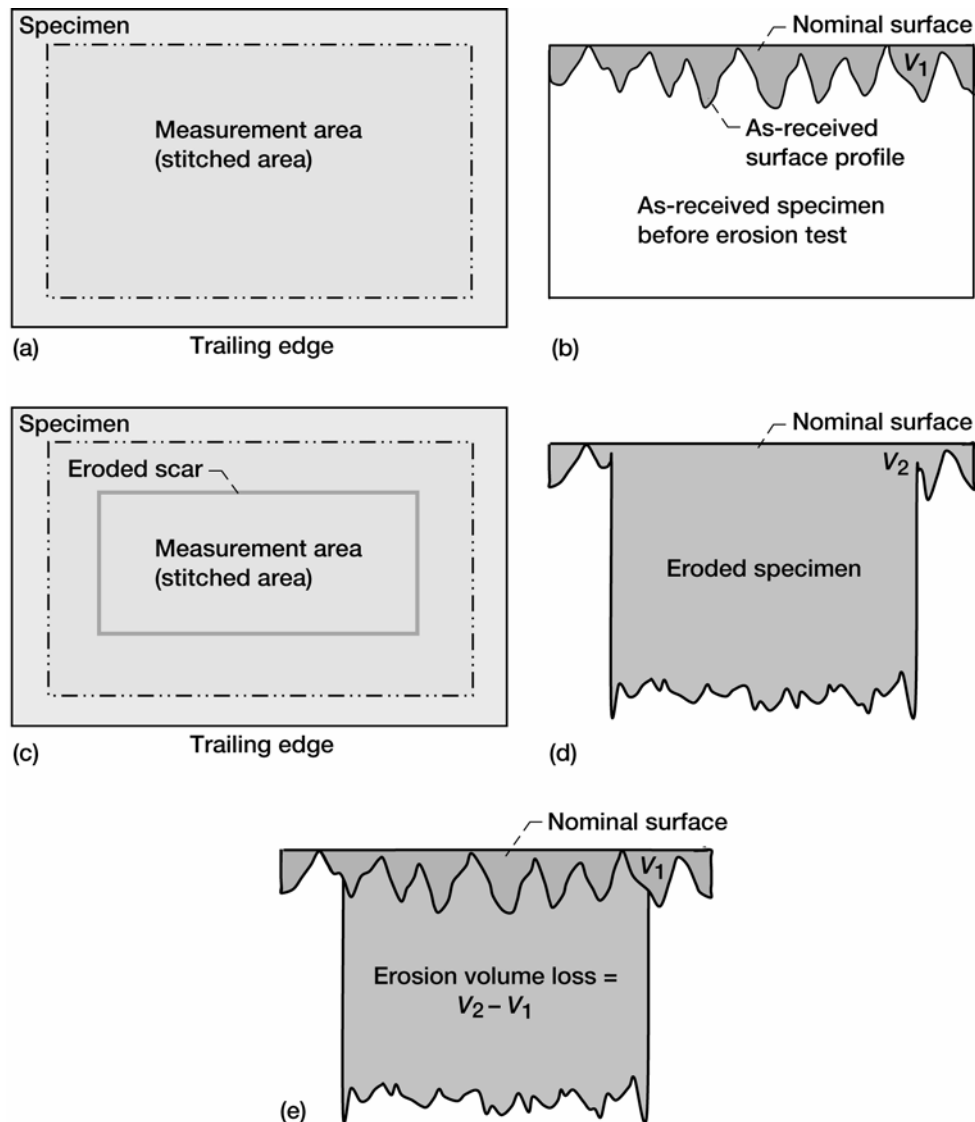 Specimen
Measurement area
(stitched area)
Trailing edge
(a)
Nominal surface
V1
As-received
surface profile
As-received specimen
before erosion test
(b)
Specimen
Eroded scar
Measurement area
(stitched area)
Trailing edge
(c)
Nominal surface
V2
Eroded specimen
(d)
Nominal surface
V1
Erosion volume loss =
V2 – V1
(e)